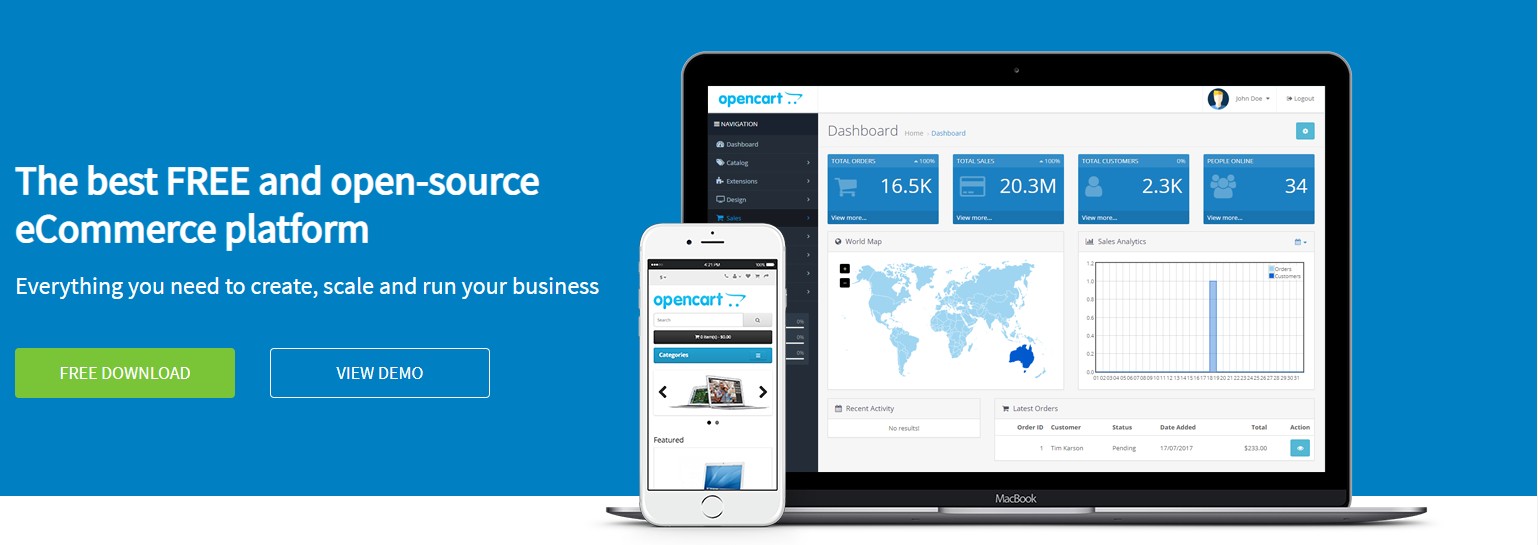 The best FREE and open-source
eCommerce platform
Everything you need to create, scale and run your business
FREE DOWNLOAD
VIEW DEMO
opencart
John Doe
Logout
NAVIGATION
Dashboard
Catalog
Extensions
Design
Sales
0%
0%
0%
Dashboard
Home > Dashboard
TOTAL ORDERS 100%
16.5K
View more...
TOTAL SALES 100%
20.3M
View more...
TOTAL CUSTOMERS 0%
2.3K
View more...
PEOPLE ONLINE
34
View more...
World Map
+
-
Sales Analytics
Orders
Customers
1.2
1.0
0.8
0.6
0.4
0.2
0.0
01 02 03 04 05 06 07 08 09 10 11 12 13 14 15 16 17 18 19 20 21 22 23 24 25 26 27 28 29 30 31
Recent Activity
No results!
Latest Orders
Order ID Customer Status Date Added Total Action
1 Tim Karson Pending 17/07/2017 $233.00
MacBook
4:21 PM 100%
$
opencart
Search
0 item(s) - $0.00
Categories
Featured